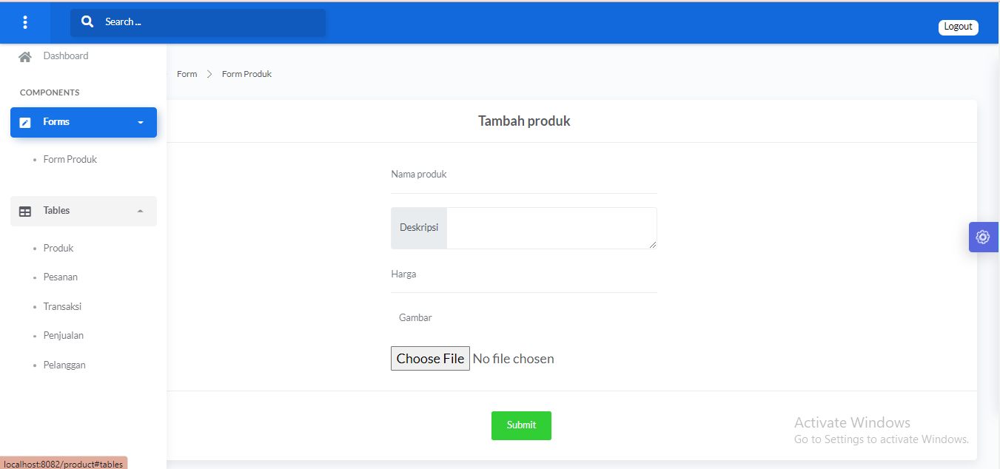 Search ...
Logout
Dashboard
Form
Form Produk
COMPONENTS
Forms
Tambah produk
Form Produk
Nama produk
Tables
Deskripsi
Produk
Harga
Pesanan
Transaksi
Gambar
Penjualan
Choose File No file chosen
Pelanggan
Submit
Activate Windows
Go to Settings to activate Windows.
localhost:8082/product#tables